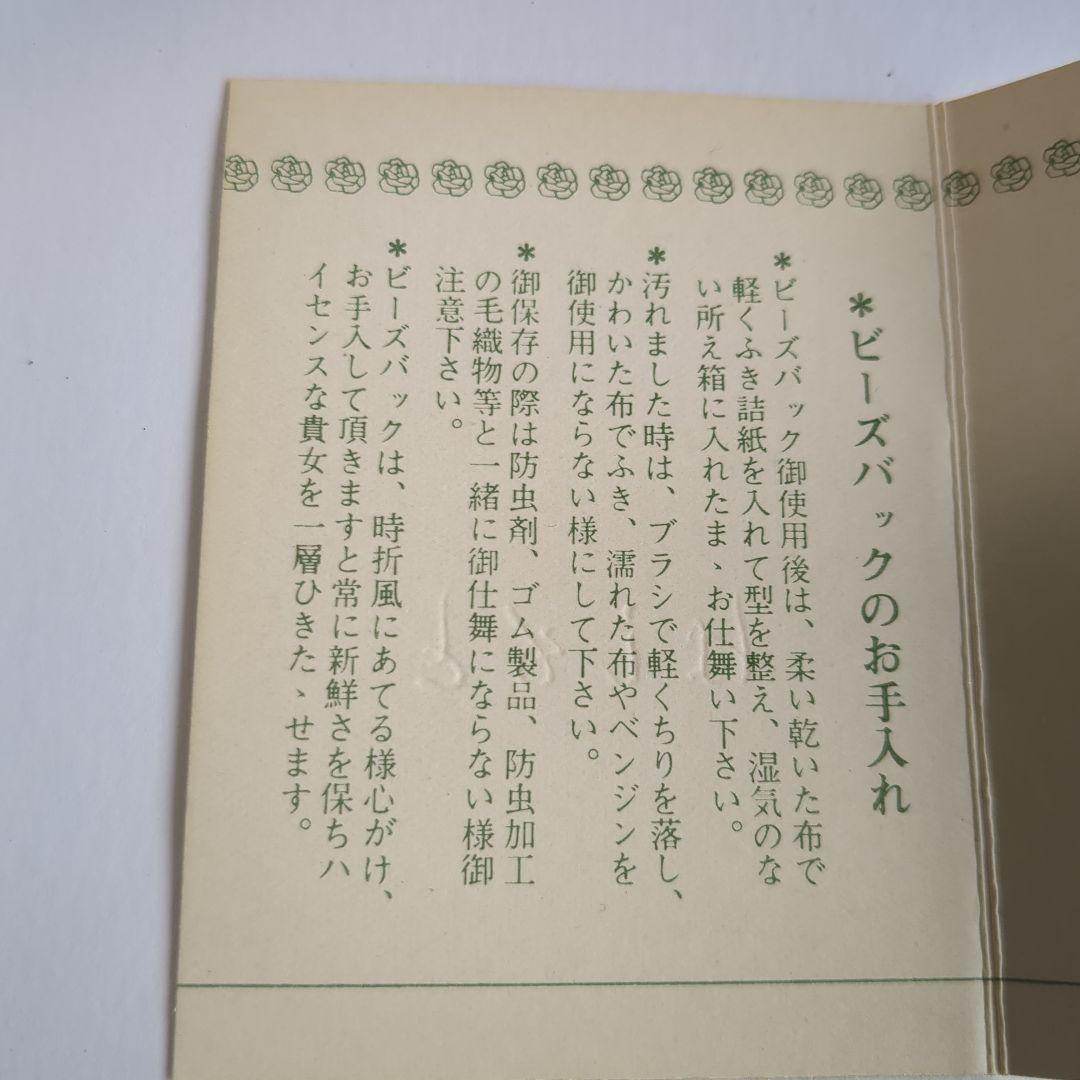 ＊ビーズバックのお手入れ
＊ビーズバック御使用後は、柔い乾いた布で
軽くふき詰紙を入れて型を整え、湿気のな
い所え箱に入れたまゝお仕舞い下さい。
＊汚れました時は、ブラシで軽くちりを落し、
かわいた布でふき、濡れた布やベンジンを
御使用にならない様にして下さい。
＊御保存の際は防虫剤、ゴム製品、防虫加工
の毛織物等と一緒に御仕舞にならない様御
注意下さい。
＊ビーズバックは、時折風にあてる様心がけ、
お手入して頂きますと常に新鮮さを保ちハ
イセンスな貴女を一層ひきたゝせます。